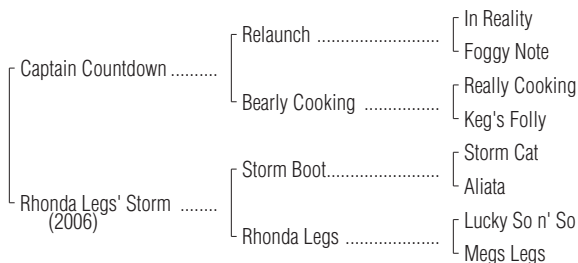 In Reality
Relaunch ..........................
Foggy Note
Captain Countdown ..........
Really Cooking
Bearly Cooking ................
Keg's Folly
Storm Cat
Storm Boot........................
Aliata
Rhonda Legs' Storm ........
(2006)
Lucky So n' So
Rhonda Legs ....................
Megs Legs